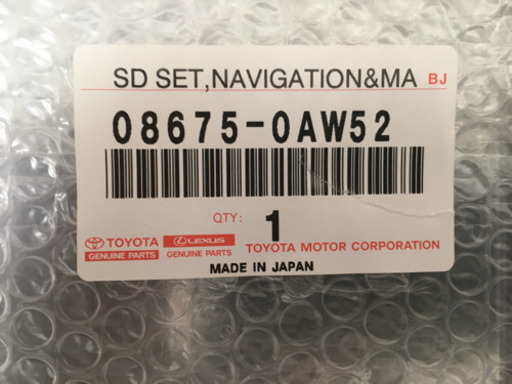 SD SET,NAVIGATION&MA BJ
08675-0AW52
QTY: 1
TOYOTA LEXUS TOYOTA MOTOR CORPORATION
GENUINE PARTS GENUINE PARTS
MADE IN JAPAN